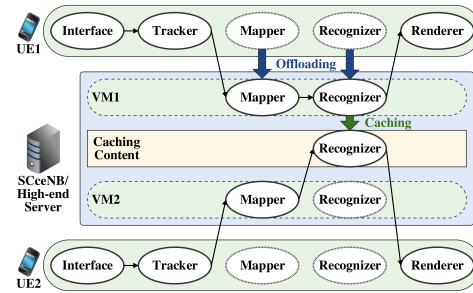 Interface Tracker Mapper Recognizer Renderer
UE1
Offloading
VM1
Mapper Recognizer
Caching
Caching
Content
Recognizer
SCceNB/
High-end
Server
VM2
Mapper Recognizer
Interface Tracker Mapper Recognizer Renderer
UE2